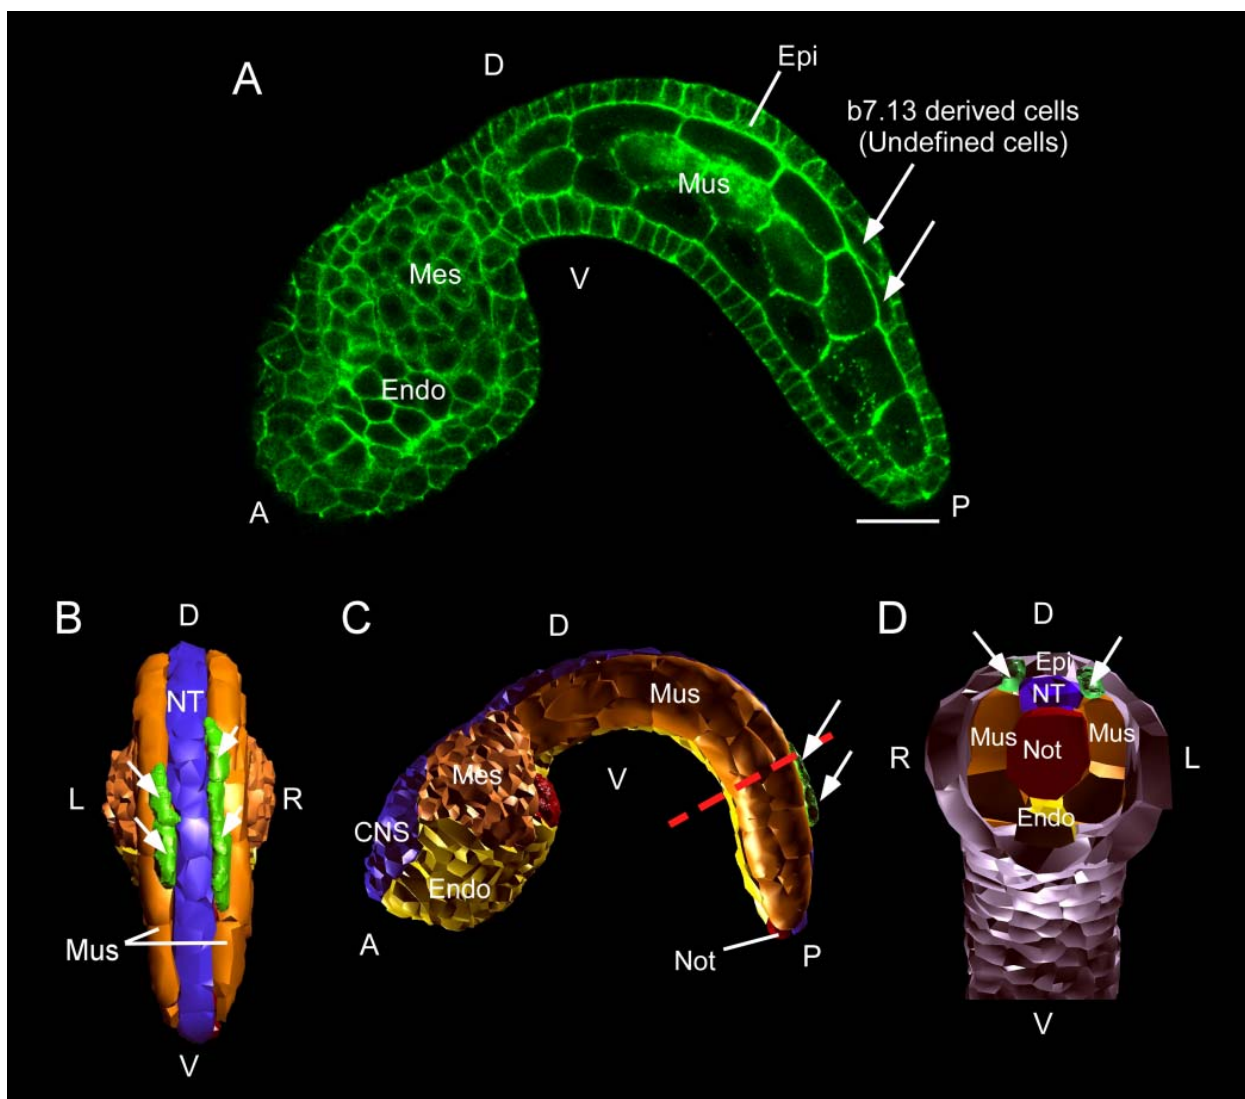 A
D
Epi
b7.13 derived cells
(Undefined cells)
Mus
Mes
V
Endo
A
P
B
D
NT
L
R
Mus
V
C
D
Mus
Mes
V
CNS
Endo
A
Not
P
D
D
Epi
NT
Mus
Not
Mus
R
L
Endo
V